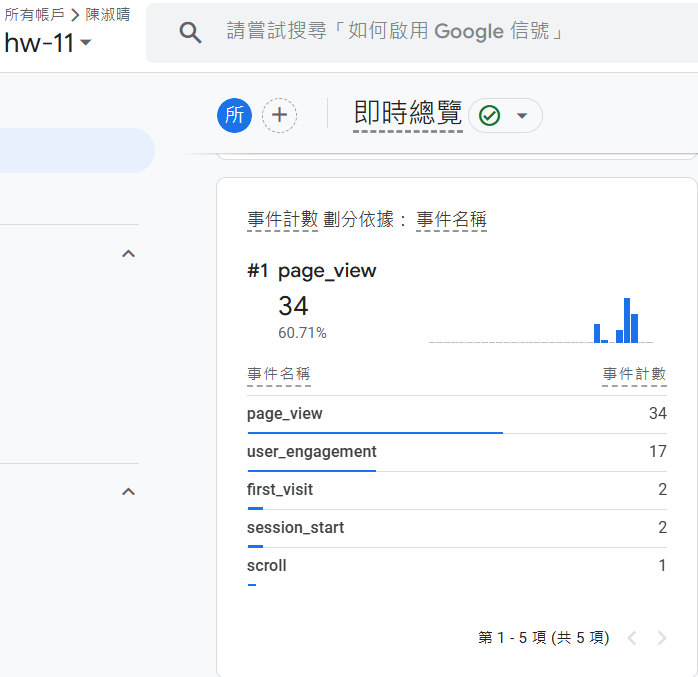 所有帳戶 > 陳淑晴
hw-11
請嘗試搜尋「如何啟用 Google 信號」
所
即時總覽
事件計數 劃分依據： 事件名稱
#1 page_view
34
60.71%
事件名稱 事件計數
page_view 34
user_engagement 17
first_visit 2
session_start 2
scroll 1
第 1 - 5 項 (共 5 項)